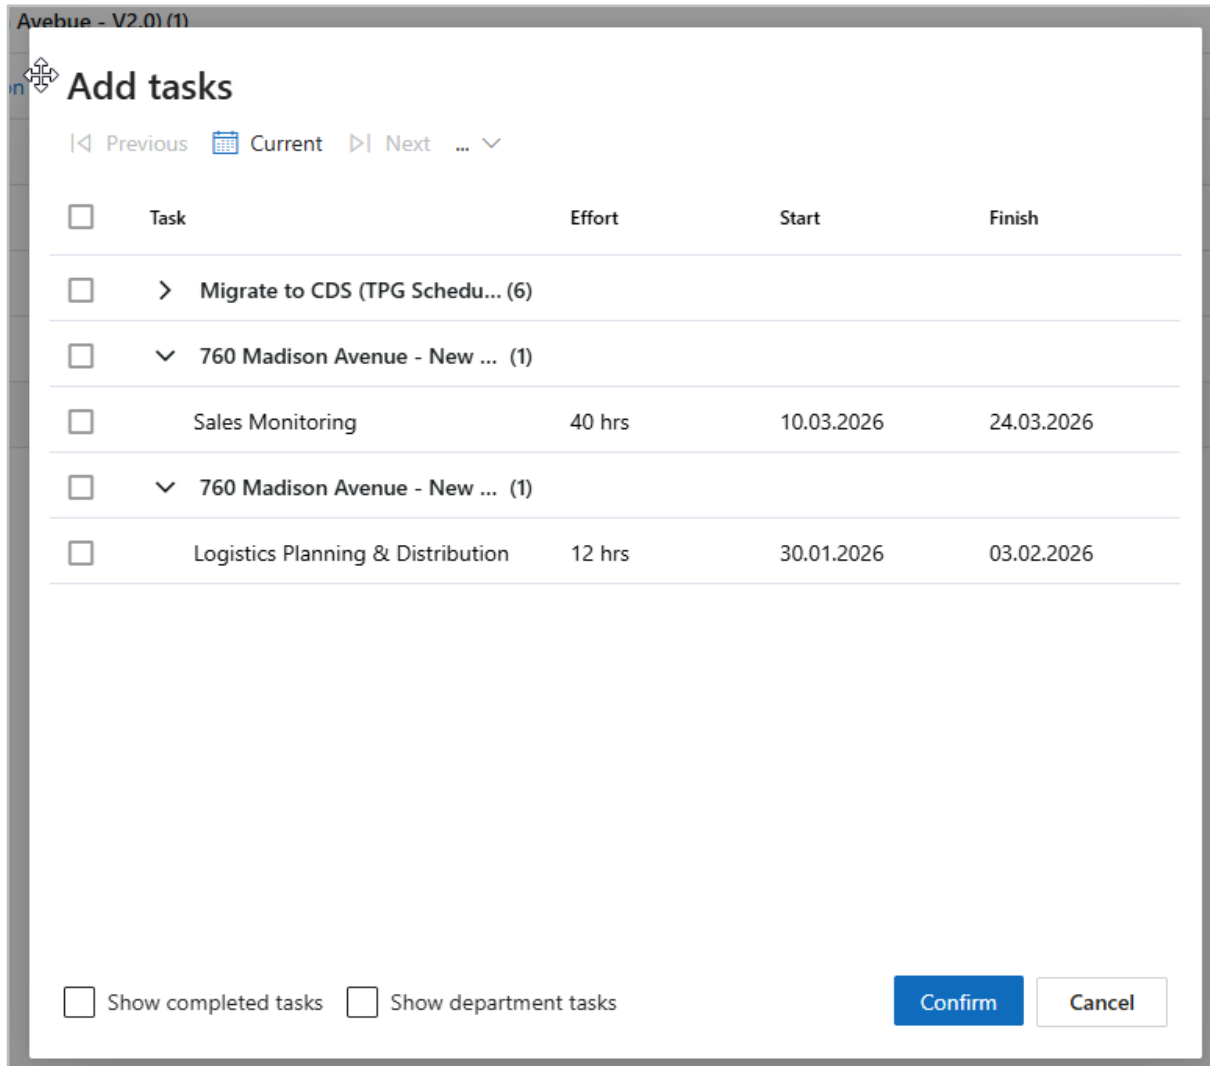 Avebue - V2.0) (1)
on
Add tasks
Previous Current Next ...
Task Effort Start Finish
Migrate to CDS (TPG Schedu... (6)
760 Madison Avenue - New ... (1)
Sales Monitoring 40 hrs 10.03.2026 24.03.2026
760 Madison Avenue - New ... (1)
Logistics Planning & Distribution 12 hrs 30.01.2026 03.02.2026
Show completed tasks Show department tasks Confirm Cancel